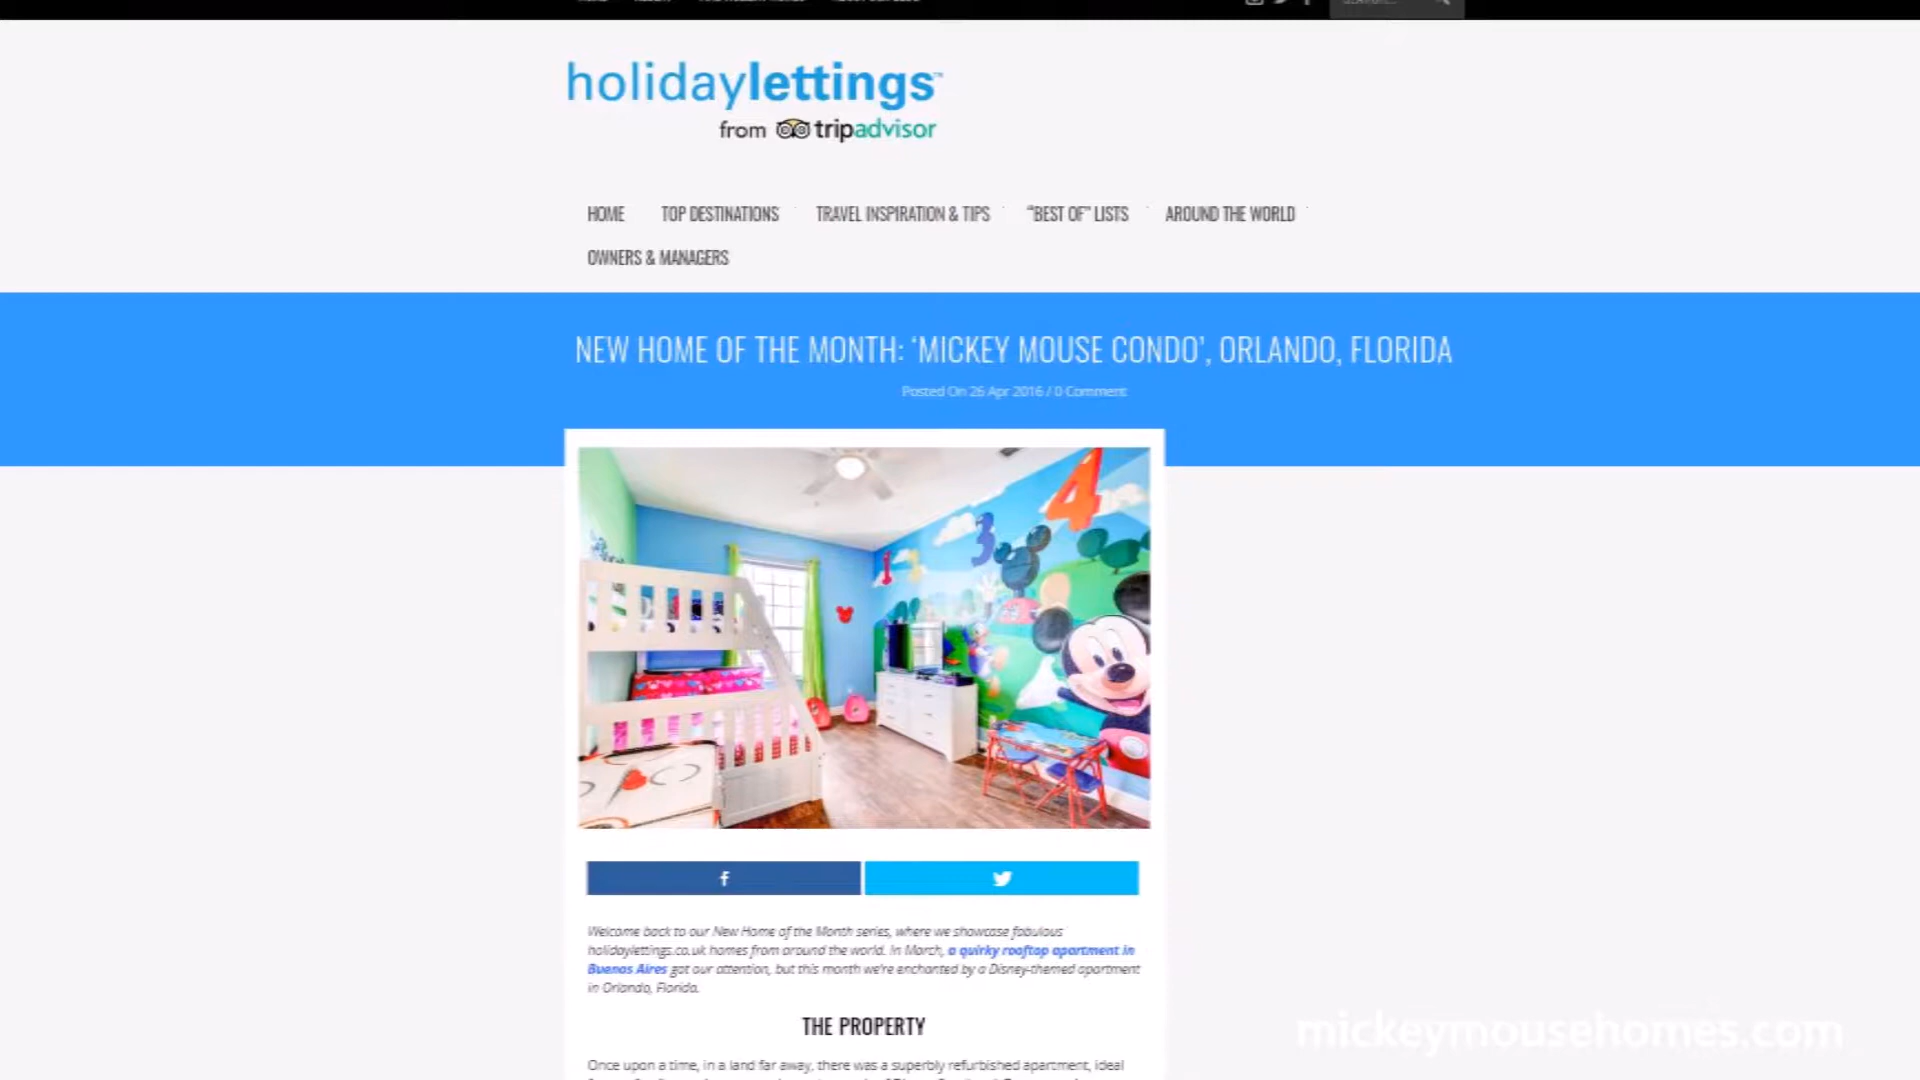 holidaylettings™
from tripadvisor
HOME TOP DESTINATIONS TRAVEL INSPIRATION & TIPS “BEST OF” LISTS AROUND THE WORLD
OWNERS & MANAGERS
NEW HOME OF THE MONTH: ‘MICKEY MOUSE CONDO’, ORLANDO, FLORIDA
Posted On 26 Apr 2016 / 0 Comment
1
3
4
Welcome back to our New Home of the Month series, where we showcase fabulous
holidaylettings.co.uk homes from around the world. In March, a quirky rooftop apartment in
Buenos Aires got our attention, but this month we're enchanted by a Disney-themed apartment
in Orlando, Florida.
THE PROPERTY
Once upon a time, in a land far away, there was a superbly refurbished apartment, ideal
mickeymousehomes.com